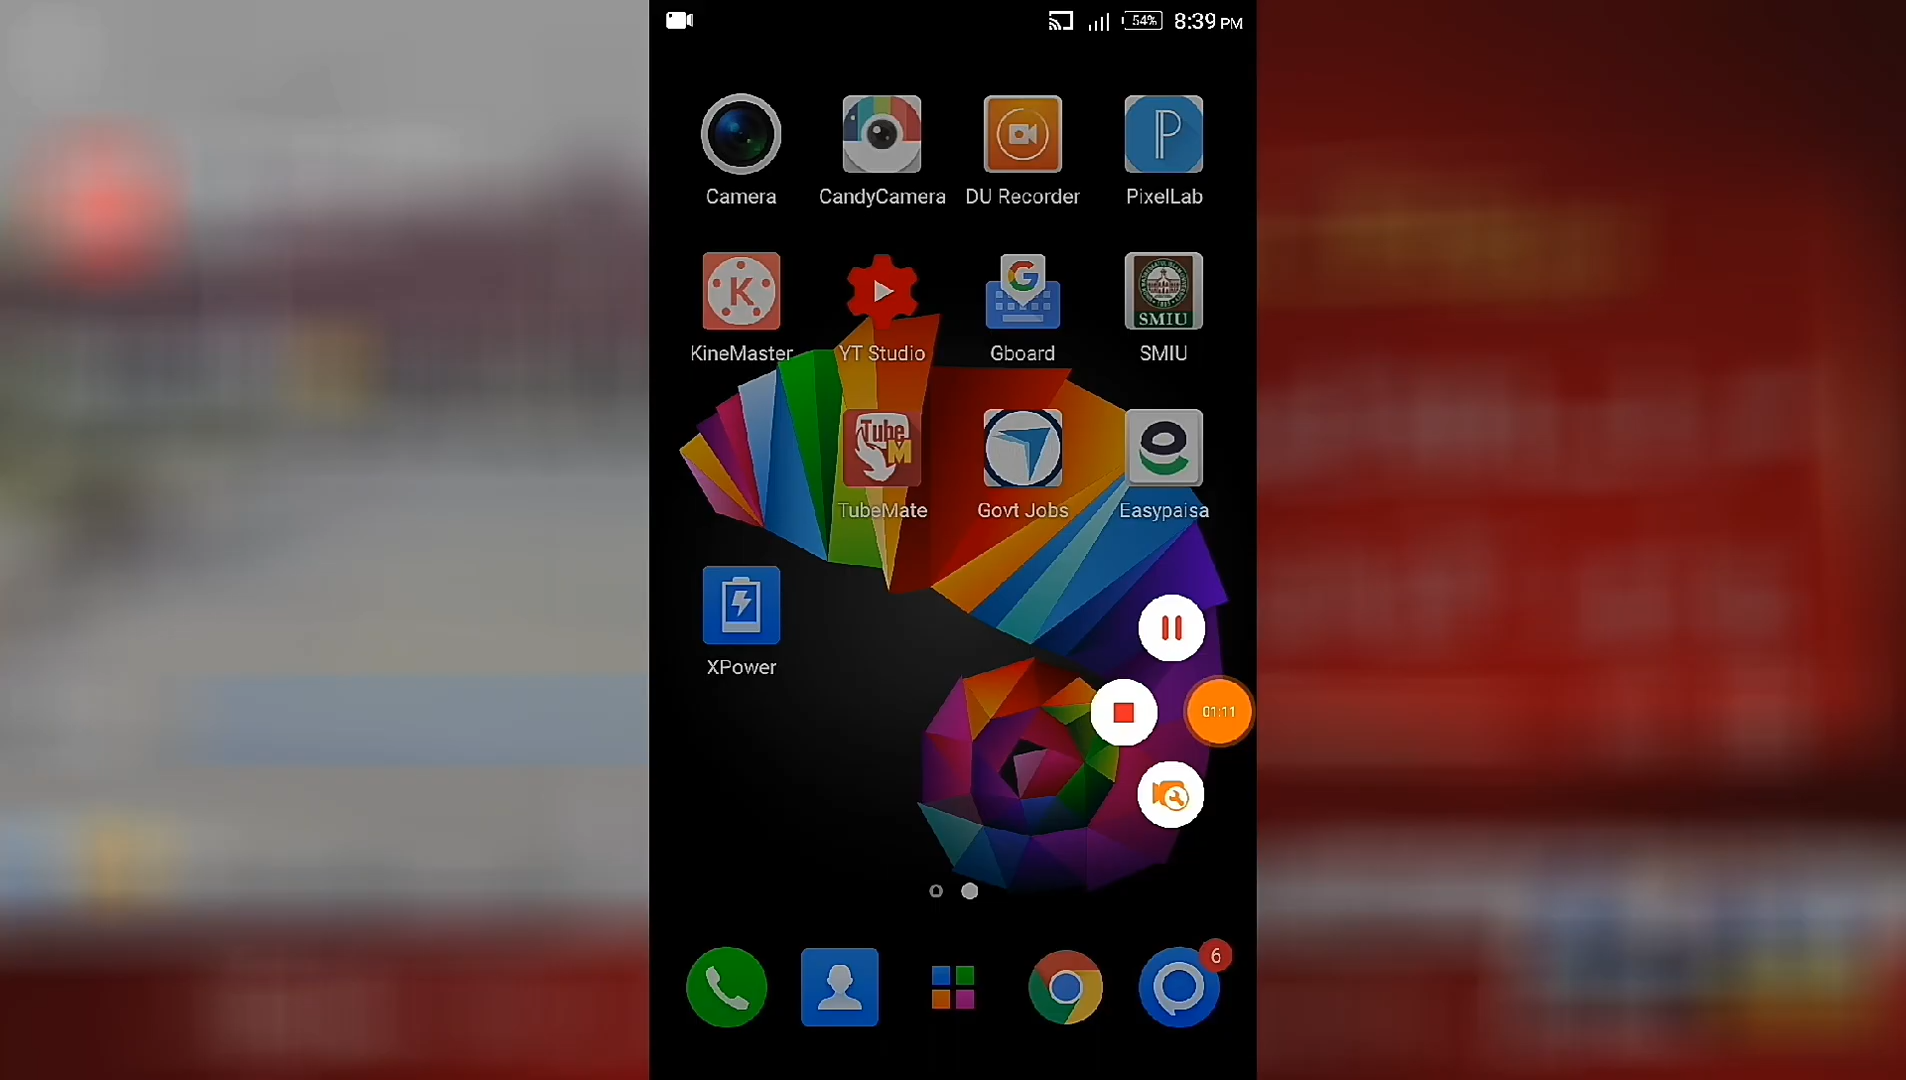 54% 8:39 PM
Camera CandyCamera DU Recorder PixelLab
SMIU
KineMaster YT Studio Gboard SMIU
Tube
M
TubeMate Govt Jobs Easypaisa
XPower
01:11
6